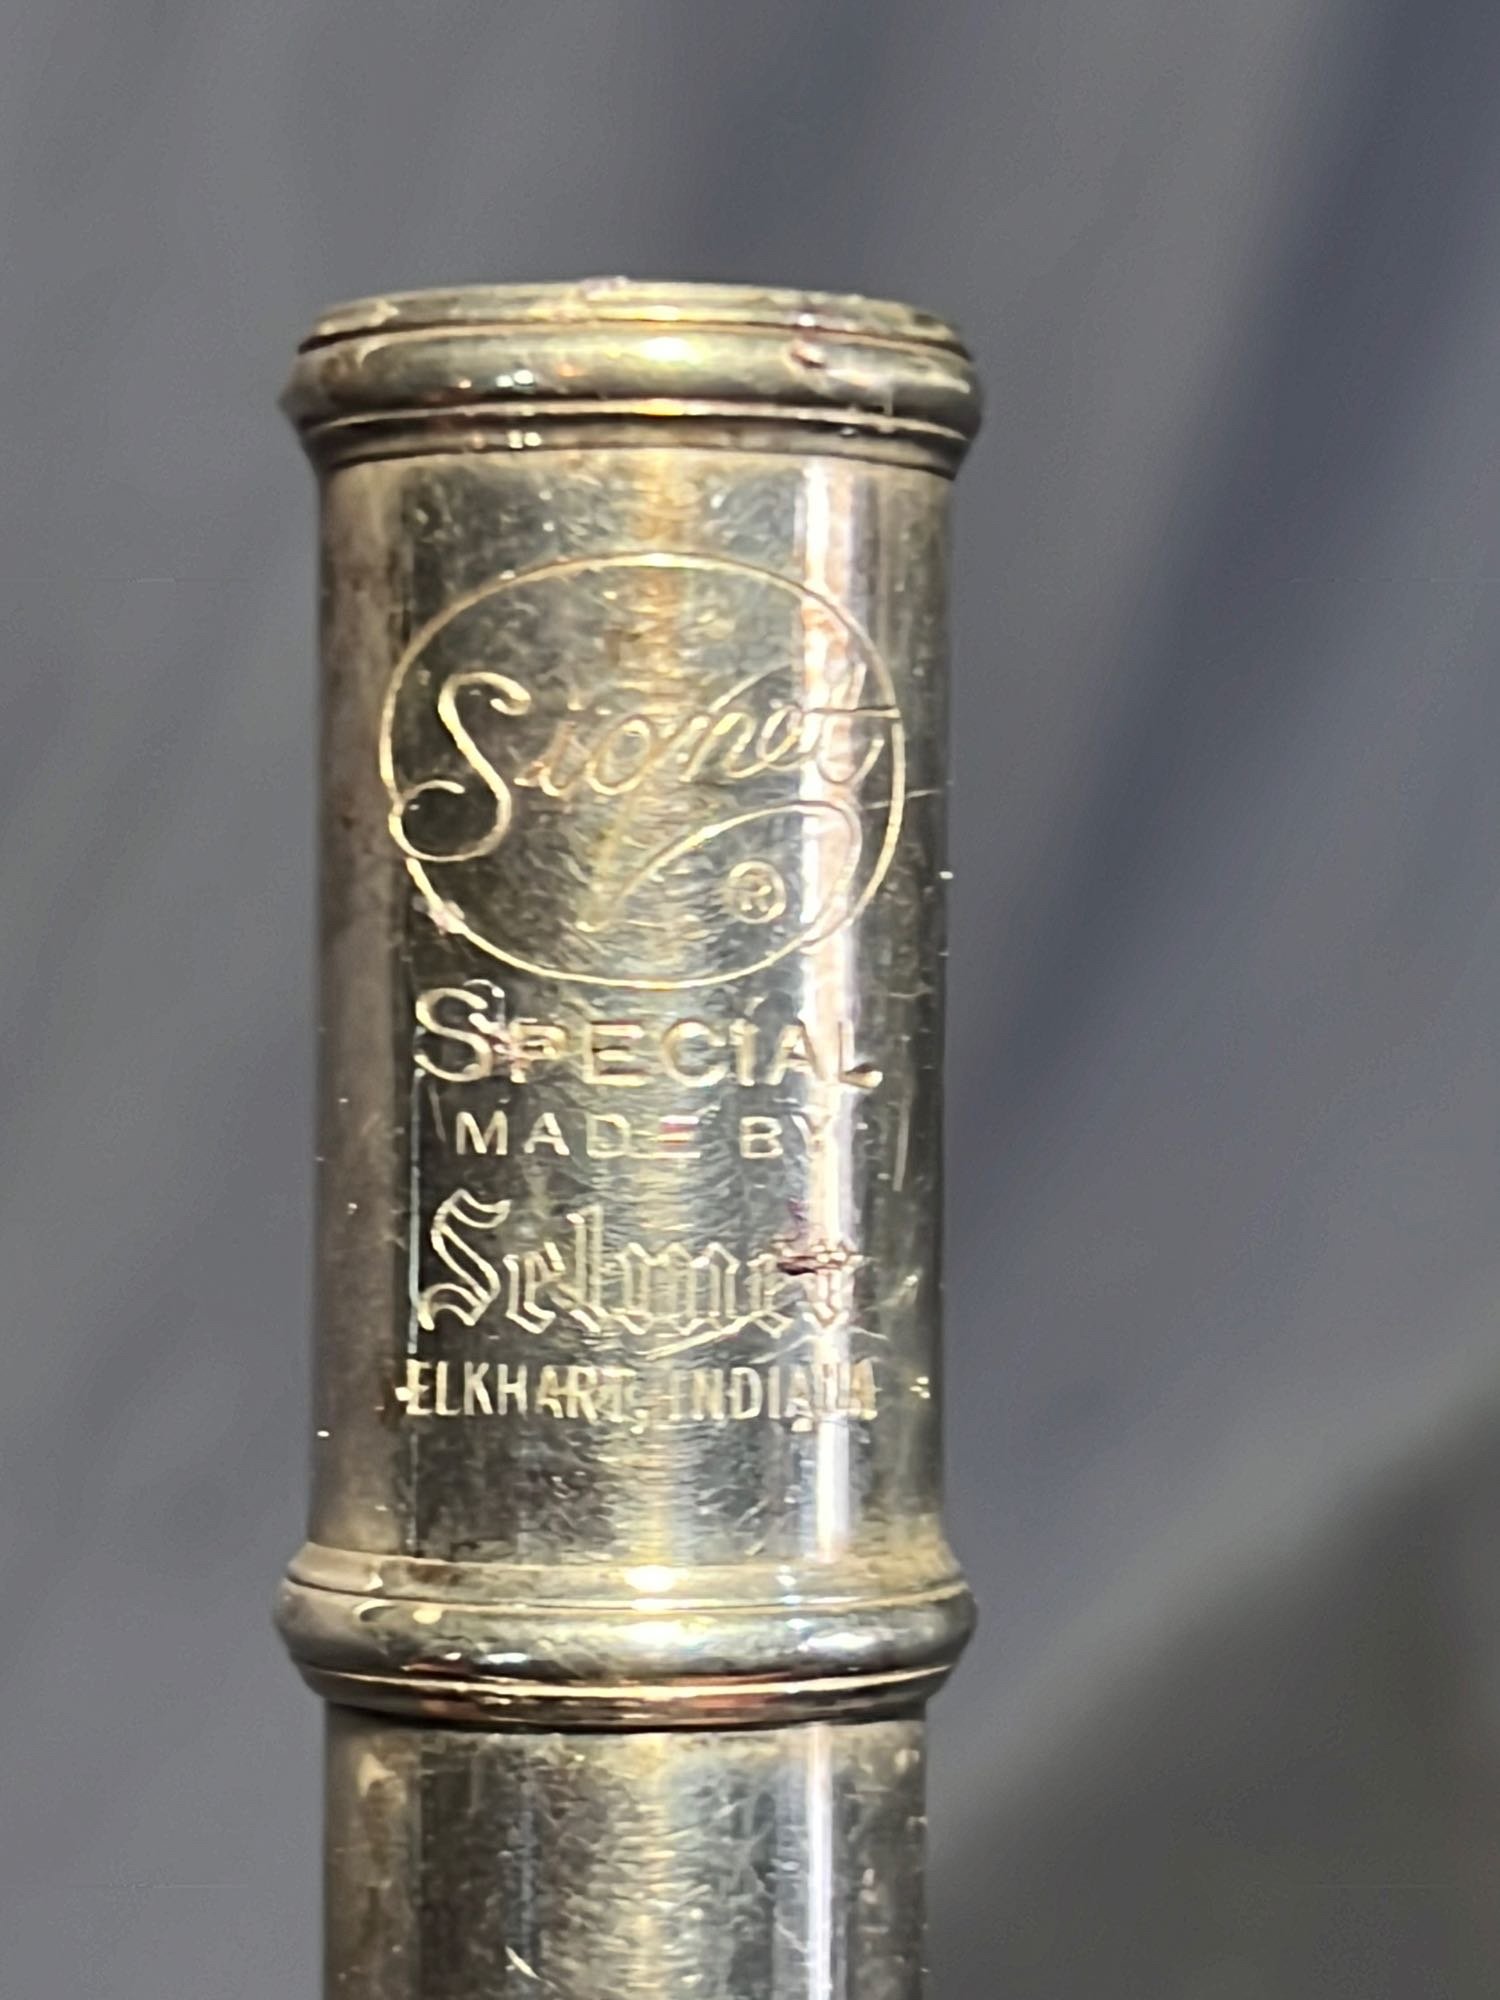 Signet
®
SPECIAL
MADE BY
Selmer
ELKHART, INDIANA